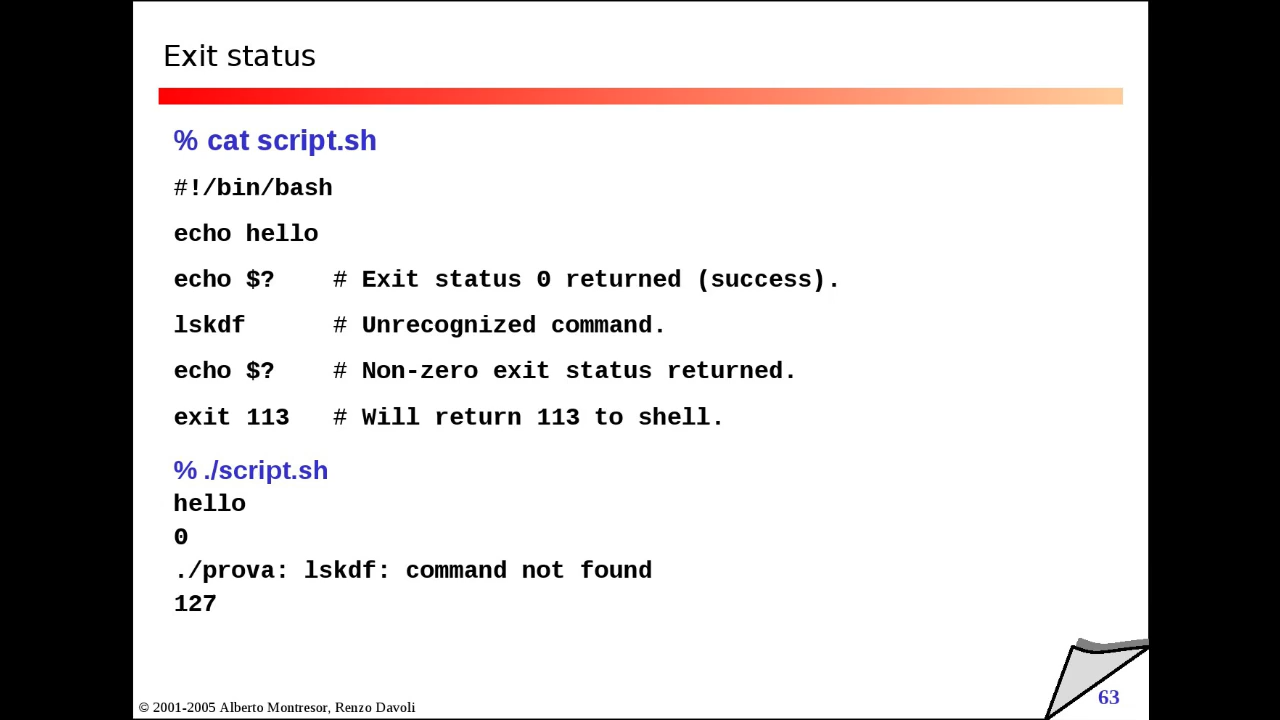 Exit status
% cat script.sh
#!/bin/bash
echo hello
echo $? # Exit status 0 returned (success).
lskdf # Unrecognized command.
echo $? # Non-zero exit status returned.
exit 113 # Will return 113 to shell.
% ./script.sh
hello
0
./prova: lskdf: command not found
127
© 2001-2005 Alberto Montresor, Renzo Davoli
63